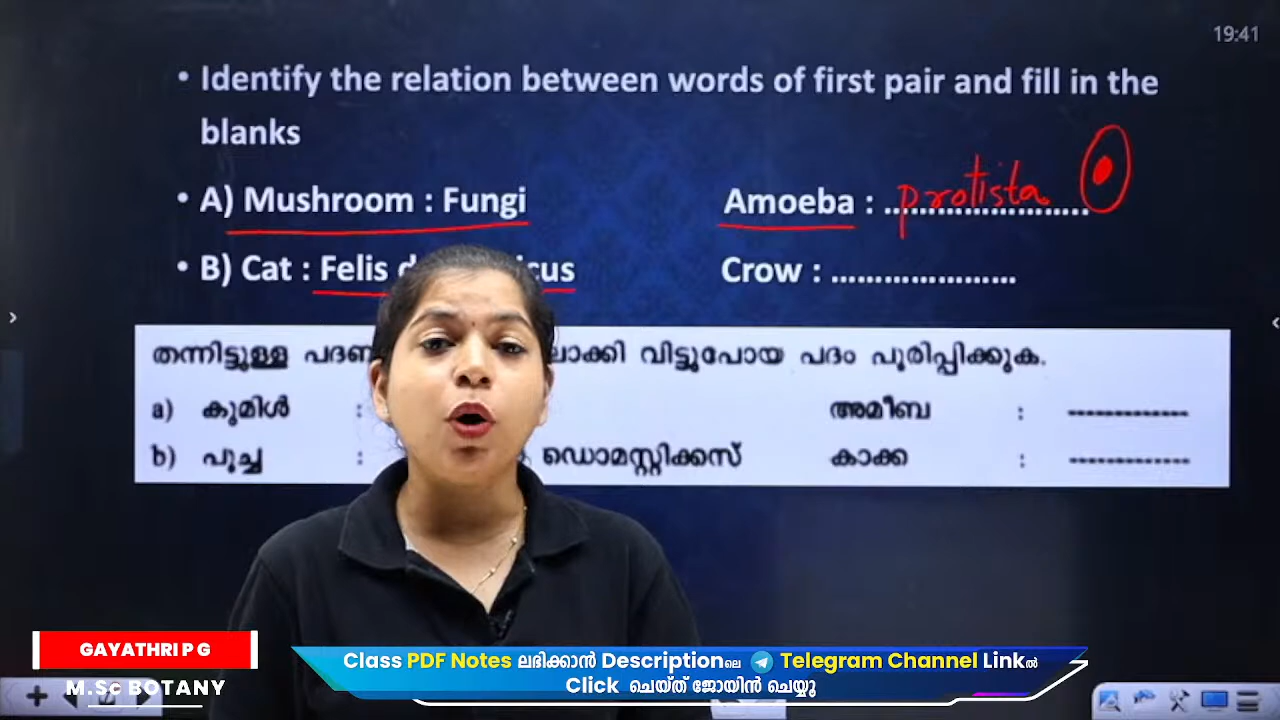 19:41
• Identify the relation between words of first pair and fill in the
blanks
• A) Mushroom : Fungi Amoeba : ..................... protista
• B) Cat : Felis d cus Crow : .....................
തന്നിട്ടുള്ള വിട്ടുപോയ പദം പൂരിപ്പിക്കുക.
a) കൂമിൾ : അമീബ : -------------
b) പൂച്ച : ഡൊമസ്റ്റിക്കസ് കാക്ക : -------------
GAYATHRI P G
M.Sc BOTANY
Class PDF Notes ലഭിക്കാൻ Descriptionലെ Telegram Channel Linkൽ
Click ചെയ്ത് ജോയിൻ ചെയ്യു